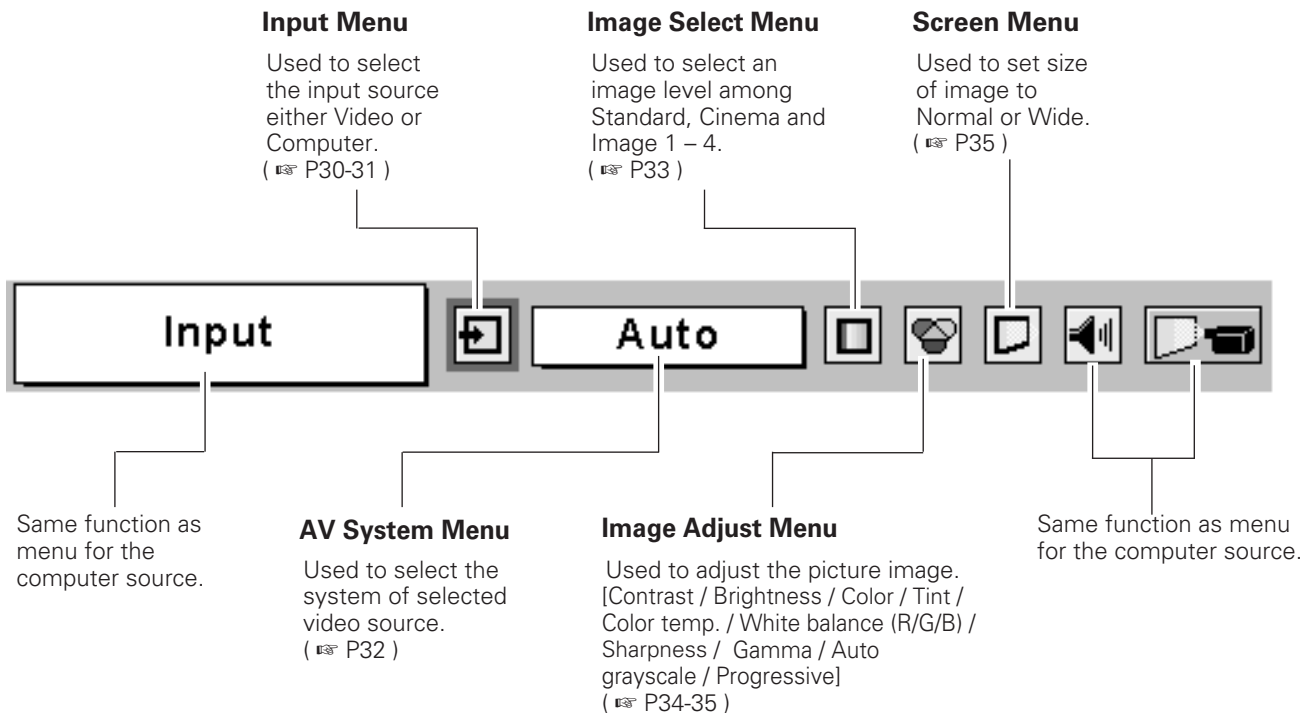 Input Menu
Used to select
the input source
either Video or
Computer.
( ☞ P30-31 )
Image Select Menu
Used to select an
image level among
Standard, Cinema and
Image 1 – 4.
( ☞ P33 )
Screen Menu
Used to set size
of image to
Normal or Wide.
( ☞ P35 )
Input
Auto
Same function as
menu for the
computer source.
AV System Menu
Used to select the
system of selected
video source.
( ☞ P32 )
Image Adjust Menu
Used to adjust the picture image.
[Contrast / Brightness / Color / Tint /
Color temp. / White balance (R/G/B) /
Sharpness / Gamma / Auto
grayscale / Progressive]
( ☞ P34-35 )
Same function as menu
for the computer source.